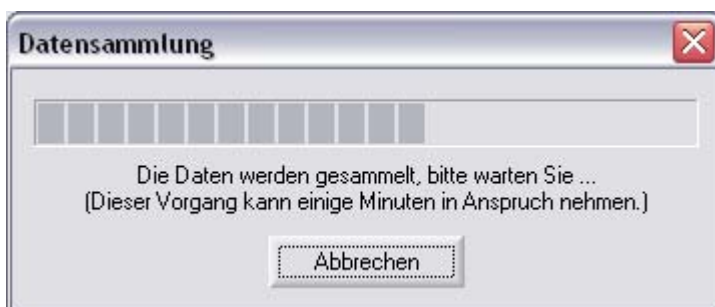 Datensammlung
Die Daten werden gesammelt, bitte warten Sie ...
(Dieser Vorgang kann einige Minuten in Anspruch nehmen.)
Abbrechen